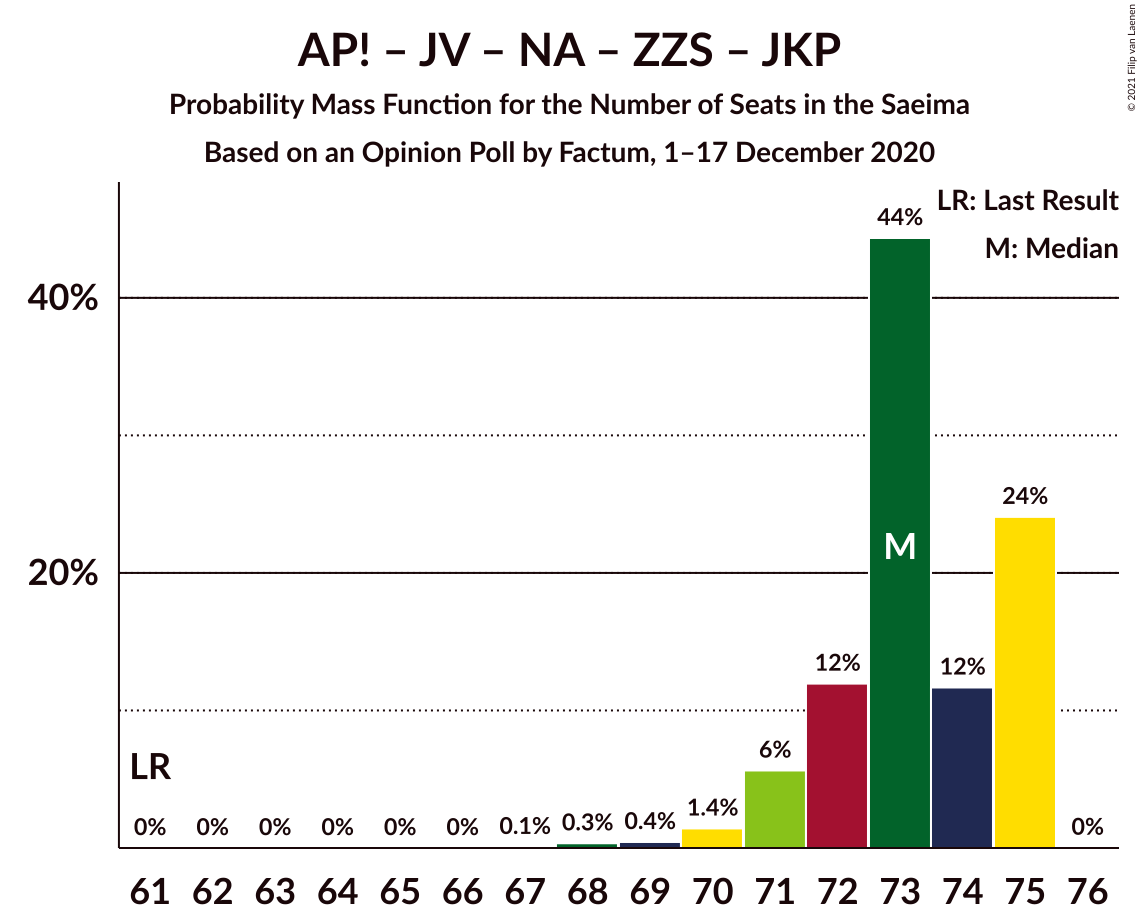 AP! – JV – NA – ZZS – JKP
Probability Mass Function for the Number of Seats in the Saeima
Based on an Opinion Poll by Factum, 1–17 December 2020
© 2021 Filip van Laenen
LR: Last Result
M: Median
40%
20%
LR
0% 0% 0% 0% 0% 0% 0.1% 0.3% 0.4% 1.4% 6% 12% 44% 12% 24% 0%
M
61 62 63 64 65 66 67 68 69 70 71 72 73 74 75 76